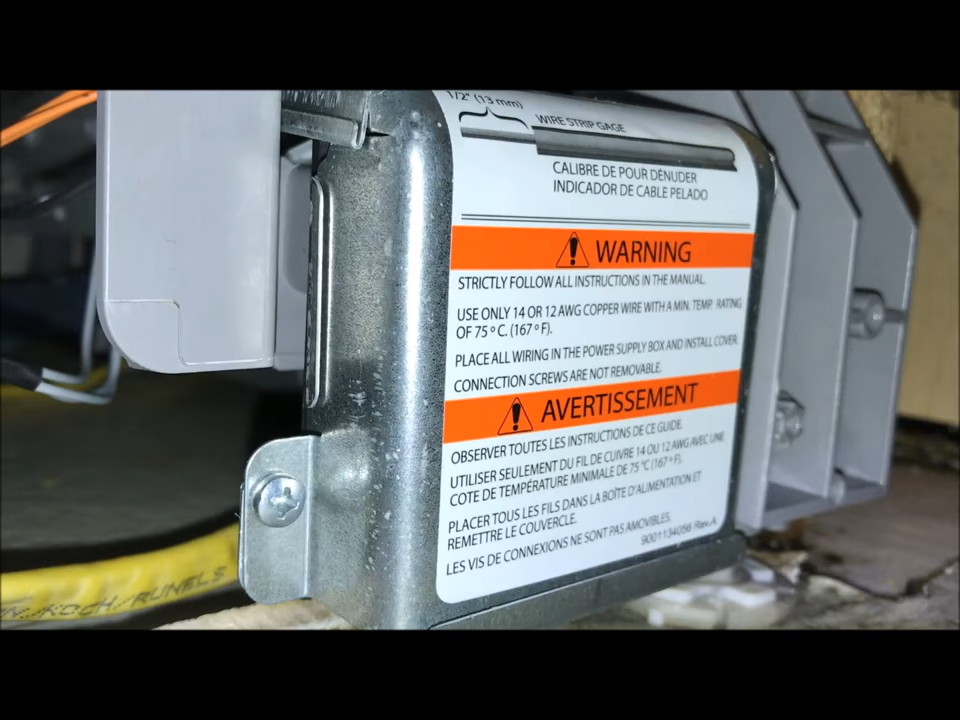 1/2" (13 mm)
WIRE STRIP GAGE
CALIBRE DE POUR DÉNUDER
INDICADOR DE CABLE PELADO
WARNING
STRICTLY FOLLOW ALL INSTRUCTIONS IN THE MANUAL.
USE ONLY 14 OR 12 AWG COPPER WIRE WITH A MIN. TEMP. RATING
OF 75 º C. (167 º F).
PLACE ALL WIRING IN THE POWER SUPPLY BOX AND INSTALL COVER.
CONNECTION SCREWS ARE NOT REMOVABLE.
AVERTISSEMENT
OBSERVER TOUTES LES INSTRUCTIONS DE CE GUIDE.
UTILISER SEULEMENT DU FIL DE CUIVRE 14 OU 12 AWG AVEC UNE
COTE DE TEMPÉRATURE MINIMALE DE 75 ºC (167 º F).
PLACER TOUS LES FILS DANS LA BOÎTE D'ALIMENTATION ET
REMETTRE LE COUVERCLE.
LES VIS DE CONNEXIONS NE SONT PAS AMOVIBLES.
9001134056 Rev. A
/KOCH/RUNELS